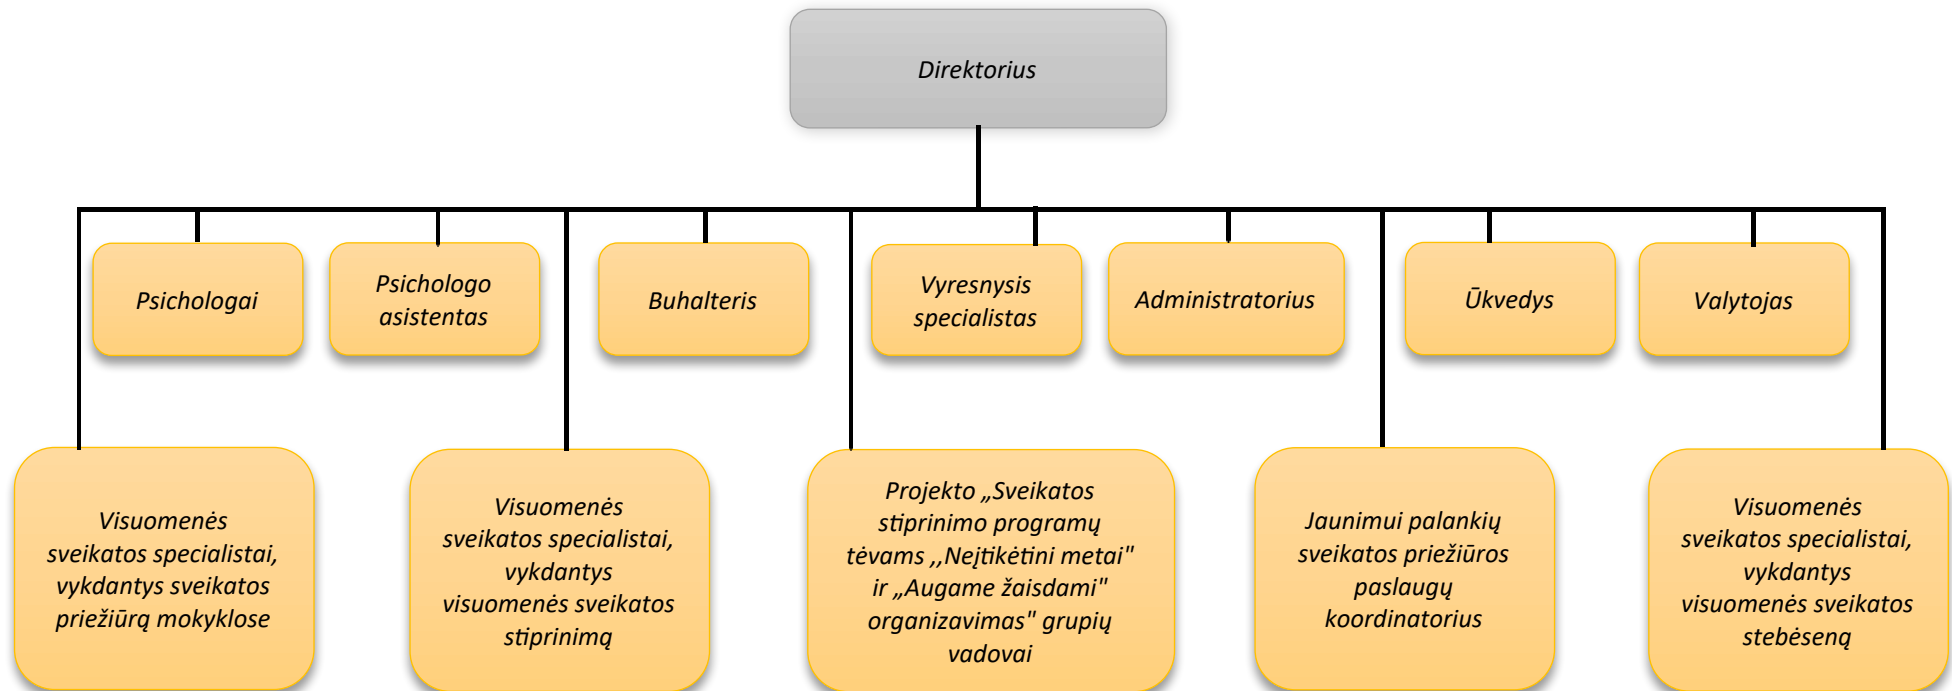 Direktorius
Psichologai
Psichologo
asistentas
Buhalteris
Vyresnysis
specialistas
Administratorius
Ūkvedys
Valytojas
Visuomenės
sveikatos specialistai,
vykdantys sveikatos
priežiūrą mokyklose
Visuomenės
sveikatos specialistai,
vykdantys
visuomenės sveikatos
stiprinimą
Projekto „Sveikatos
stiprinimo programų
tėvams ,,Neįtikėtini metai"
ir „Augame žaisdami"
organizavimas" grupių
vadovai
Jaunimui palankių
sveikatos priežiūros
paslaugų
koordinatorius
Visuomenės
sveikatos specialistai,
vykdantys
visuomenės sveikatos
stebėseną